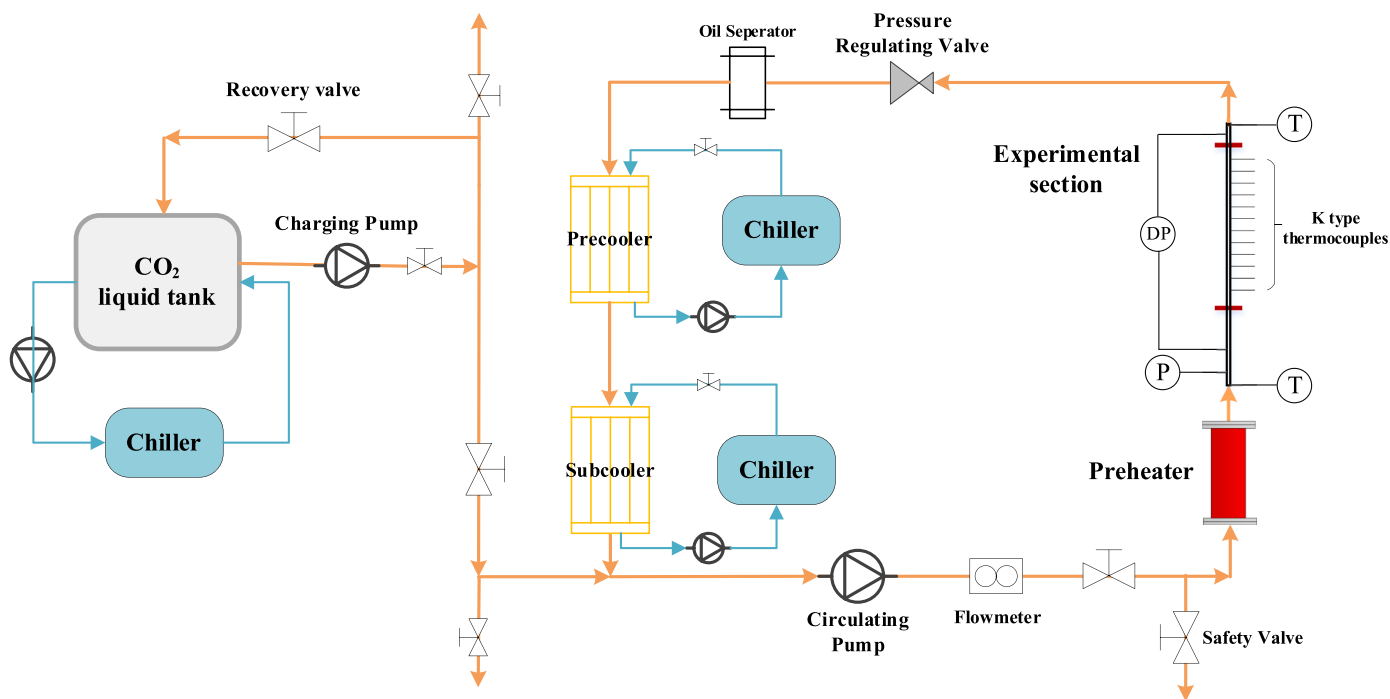 Oil Seperator
Pressure
Regulating Valve
Recovery valve
T
Experimental
section
K type
thermocouples
DP
Charging Pump
CO₂
liquid tank
Precooler
Chiller
P
T
Chiller
Subcooler
Chiller
Preheater
Circulating
Pump
Flowmeter
Safety Valve